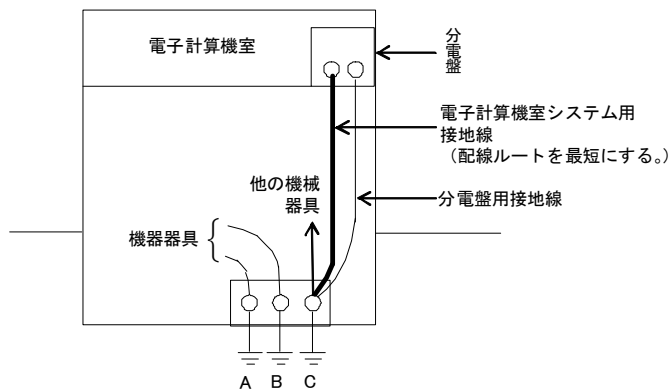 電子計算機室
分電盤
電子計算機室システム用
接地線
（配線ルートを最短にする。）
他の機械
器具
分電盤用接地線
機器器具
A B C